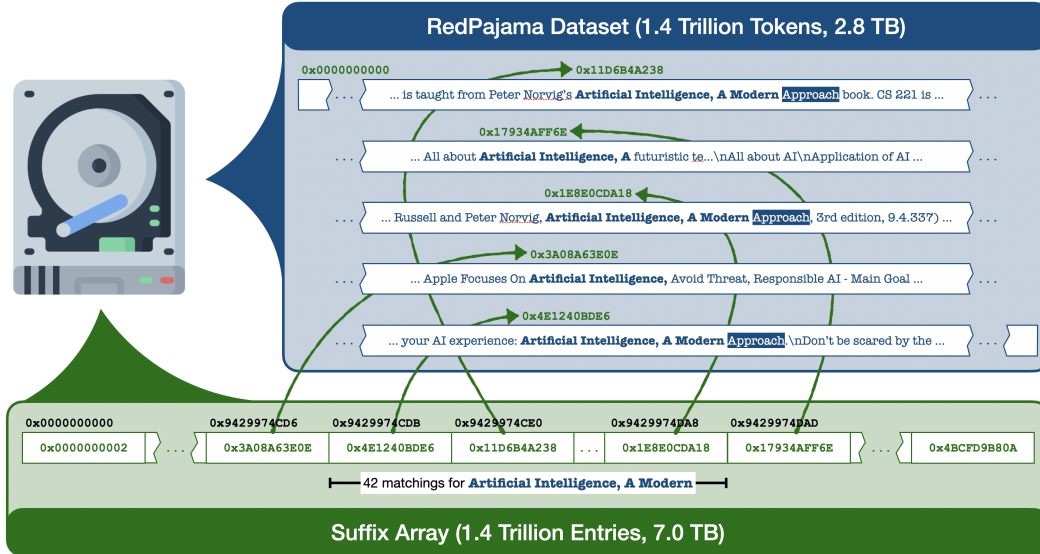 RedPajama Dataset (1.4 Trillion Tokens, 2.8 TB)
0x0000000000
0x11D6B4A238
... ... is taught from Peter Norvig's Artificial Intelligence, A Modern Approach book. CS 221 is ... ...
0x17934AFF6E
... ... All about Artificial Intelligence, A futuristic te...\nAll about AI\nApplication of AI ... ...
0x1E8E0CDA18
... ... Russell and Peter Norvig, Artificial Intelligence, A Modern Approach, 3rd edition, 9.4.337) ... ...
0x3A08A63E0E
... ... Apple Focuses On Artificial Intelligence, Avoid Threat, Responsible AI - Main Goal ... ...
0x4E1240BDE6
... ... your AI experience: Artificial Intelligence, A Modern Approach.\nDon't be scared by the ... ...
0x0000000000 0x9429974CD6 0x9429974CDB 0x9429974CE0 0x9429974DA8 0x9429974DAD
0x0000000002 ... 0x3A08A63E0E 0x4E1240BDE6 0x11D6B4A238 ... 0x1E8E0CDA18 0x17934AFF6E ... 0x4BCFD9B80A
42 matchings for Artificial Intelligence, A Modern
Suffix Array (1.4 Trillion Entries, 7.0 TB)